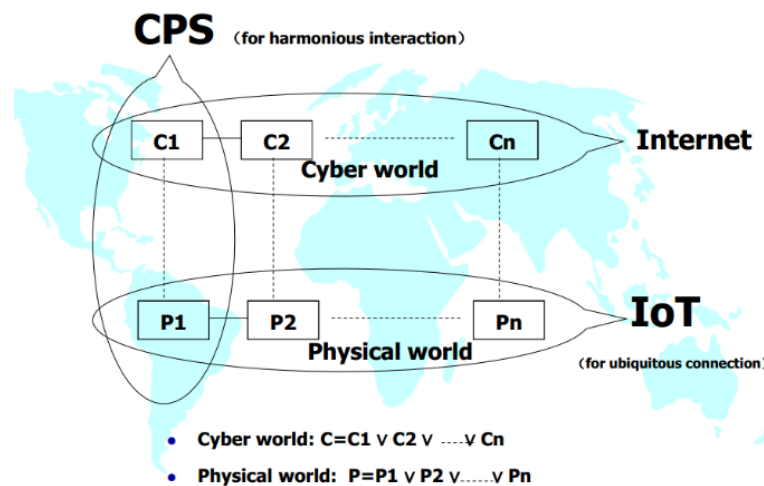 CPS (for harmonious interaction)
C1 C2 Cn
Internet
Cyber world
P1 P2 Pn
IoT
Physical world
(for ubiquitous connection)
• Cyber world: C=C1 ∨ C2 ∨ ----∨ Cn
• Physical world: P=P1 ∨ P2 ∨......∨ Pn